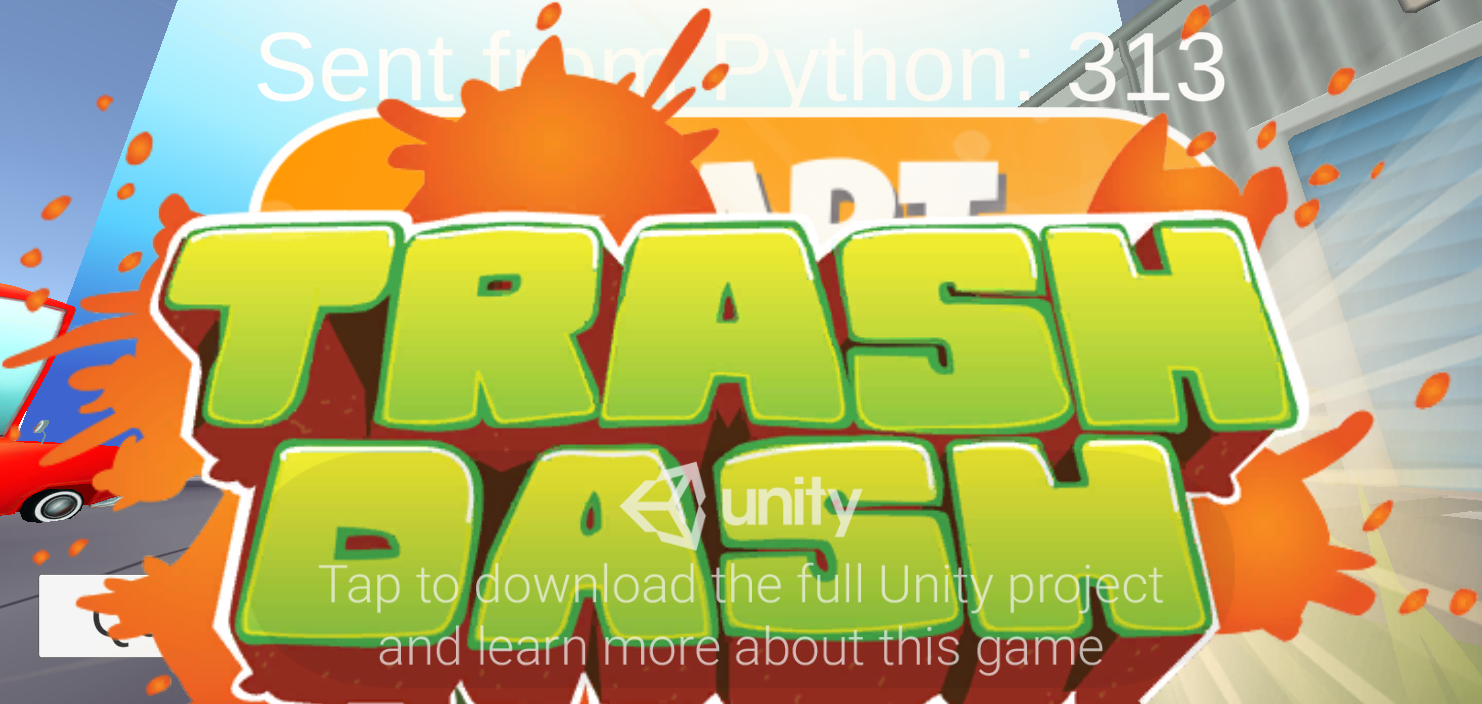 Sent from Python: 313
TRASH
DASH
unity
Tap to download the full Unity project
and learn more about this game